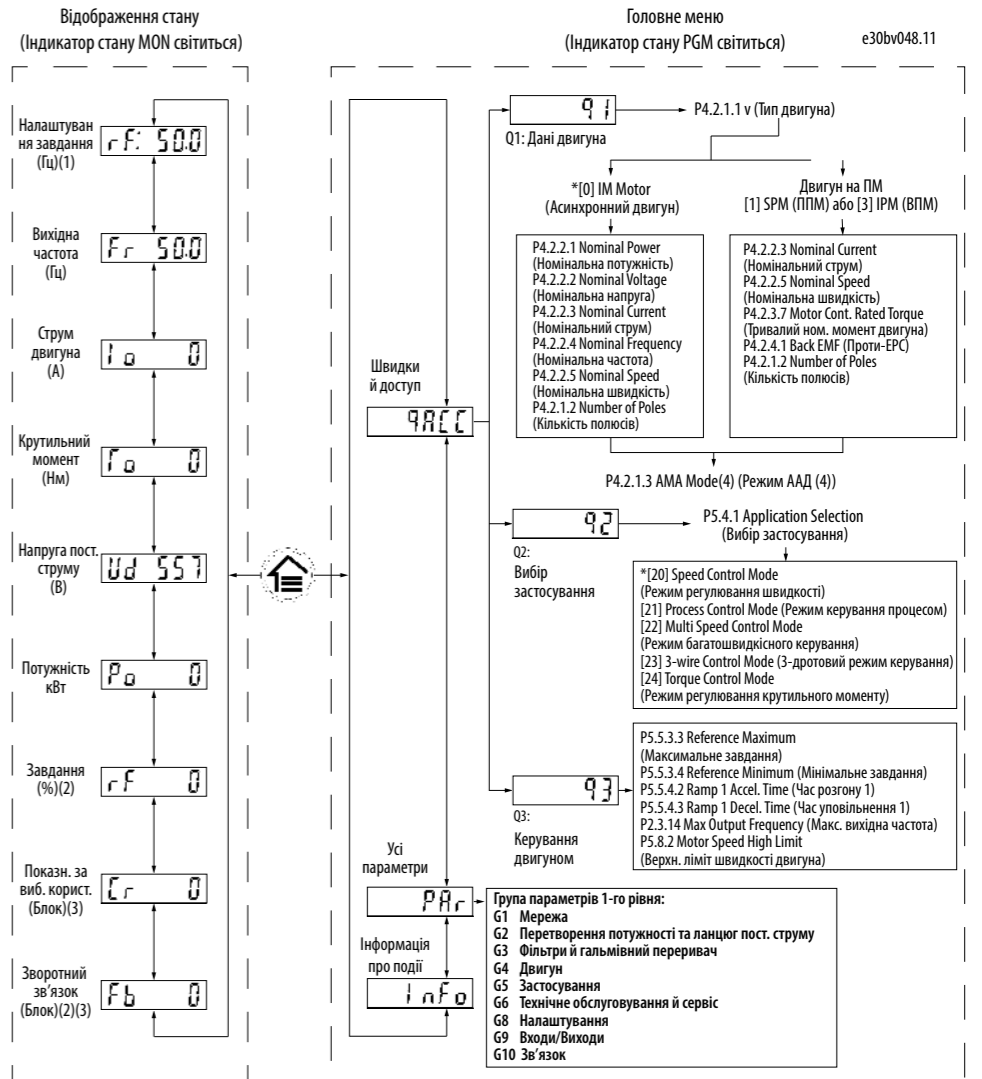 Відображення стану
(Індикатор стану MON світиться)
Головне меню
(Індикатор стану PGM світиться)
e30bv048.11
Налаштуван
ня завдання
(Гц)(1)
rF: 50.0
Вихідна
частота
(Гц)
Fr 50.0
Струм
двигуна
(А)
Io 0
Крутильний
момент
(Нм)
To 0
Напруга пост.
струму
(В)
Ud 557
Потужність
кВт
Po 0
Завдання
(%)(2)
rF 0
Показн. за
виб. корист.
(Блок)(3)
Cr 0
Зворотний
зв'язок
(Блок)(2)(3)
Fb 0
Швидки
й доступ
qACC
q1
Q1: Дані двигуна
P4.2.1.1 v (Тип двигуна)
*[0] IM Motor
(Асинхронний двигун)
Двигун на ПМ
[1] SPM (ППМ) або [3] IPM (ВПМ)
P4.2.2.1 Nominal Power
(Номінальна потужність)
P4.2.2.2 Nominal Voltage
(Номінальна напруга)
P4.2.2.3 Nominal Current
(Номінальний струм)
P4.2.2.4 Nominal Frequency
(Номінальна частота)
P4.2.2.5 Nominal Speed
(Номінальна швидкість)
P4.2.1.2 Number of Poles
(Кількість полюсів)
P4.2.2.3 Nominal Current
(Номінальний струм)
P4.2.2.5 Nominal Speed
(Номінальна швидкість)
P4.2.3.7 Motor Cont. Rated Torque
(Тривалий ном. момент двигуна)
P4.2.4.1 Back EMF (Проти-ЕРС)
P4.2.1.2 Number of Poles
(Кількість полюсів)
P4.2.1.3 AMA Mode(4) (Режим ААД (4))
q2
Q2:
Вибір
застосування
P5.4.1 Application Selection
(Вибір застосування)
*[20] Speed Control Mode
(Режим регулювання швидкості)
[21] Process Control Mode (Режим керування процесом)
[22] Multi Speed Control Mode
(Режим багатошвидкісного керування)
[23] 3-wire Control Mode (3-дротовий режим керування)
[24] Torque Control Mode
(Режим регулювання крутильного моменту)
q3
Q3:
Керування
двигуном
P5.5.3.3 Reference Maximum
(Максимальне завдання)
P5.5.3.4 Reference Minimum (Мінімальне завдання)
P5.5.4.2 Ramp 1 Accel. Time (Час розгону 1)
P5.5.4.3 Ramp 1 Decel. Time (Час уповільнення 1)
P2.3.14 Max Output Frequency (Макс. вихідна частота)
P5.8.2 Motor Speed High Limit
(Верхн. ліміт швидкості двигуна)
Усі
параметри
PAr
Інформація
про події
InFo
Група параметрів 1-го рівня:
G1 Мережа
G2 Перетворення потужності та ланцюг пост. струму
G3 Фільтри й гальмівний переривач
G4 Двигун
G5 Застосування
G6 Технічне обслуговування й сервіс
G8 Налаштування
G9 Входи/Виходи
G10 Зв'язок